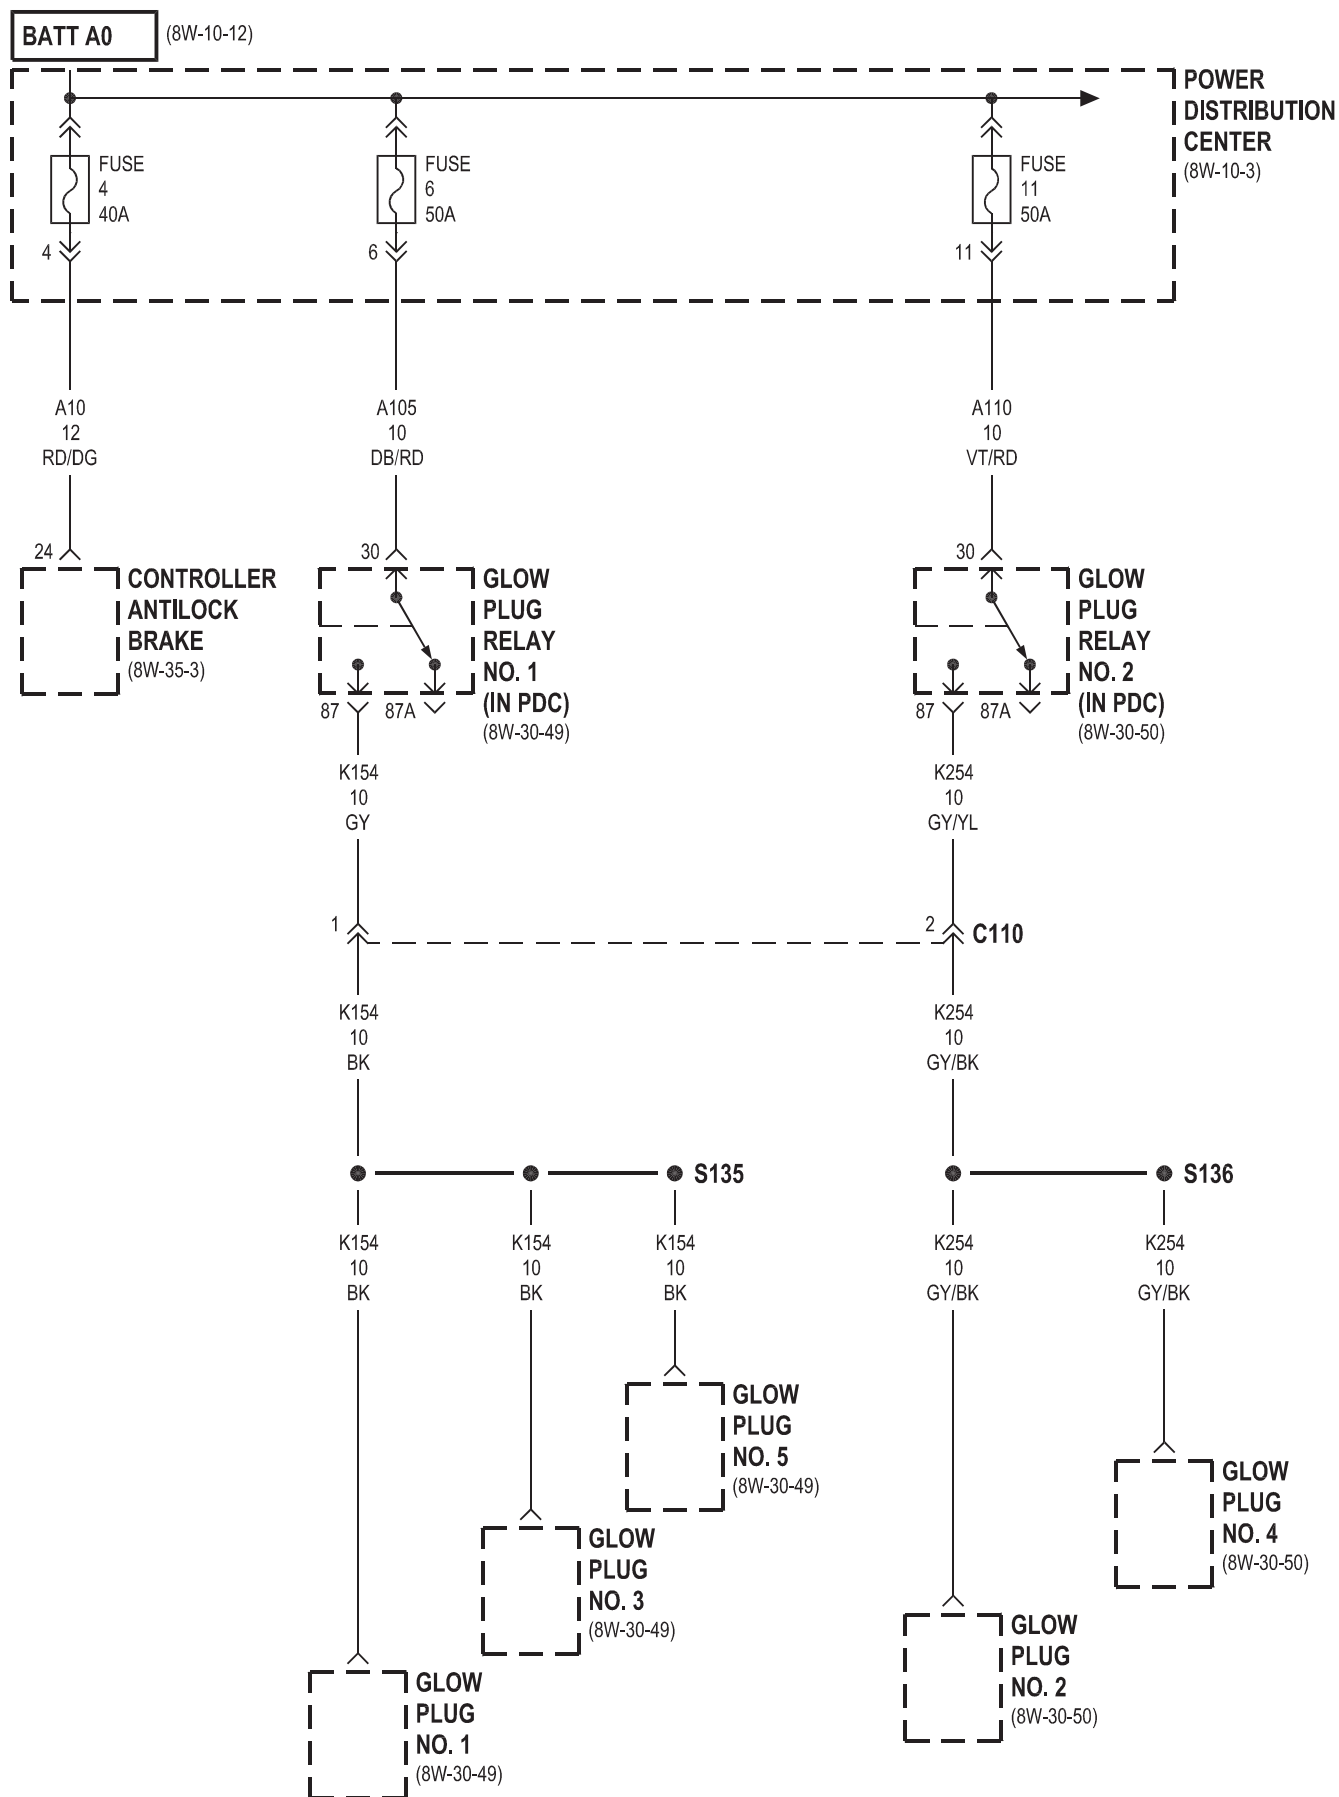 BATT A0
(8W-10-12)
POWER
DISTRIBUTION
CENTER
(8W-10-3)
FUSE
4
40A
FUSE
6
50A
FUSE
11
50A
4
6
11
A10
12
RD/DG
A105
10
DB/RD
A110
10
VT/RD
24
30
30
CONTROLLER
ANTILOCK
BRAKE
(8W-35-3)
GLOW
PLUG
RELAY
NO. 1
(IN PDC)
(8W-30-49)
GLOW
PLUG
RELAY
NO. 2
(IN PDC)
(8W-30-50)
87
87A
87
87A
K154
10
GY
K254
10
GY/YL
1
2
C110
K154
10
BK
K254
10
GY/BK
S135
S136
K154
10
BK
K154
10
BK
K154
10
BK
K254
10
GY/BK
K254
10
GY/BK
GLOW
PLUG
NO. 5
(8W-30-49)
GLOW
PLUG
NO. 4
(8W-30-50)
GLOW
PLUG
NO. 3
(8W-30-49)
GLOW
PLUG
NO. 2
(8W-30-50)
GLOW
PLUG
NO. 1
(8W-30-49)